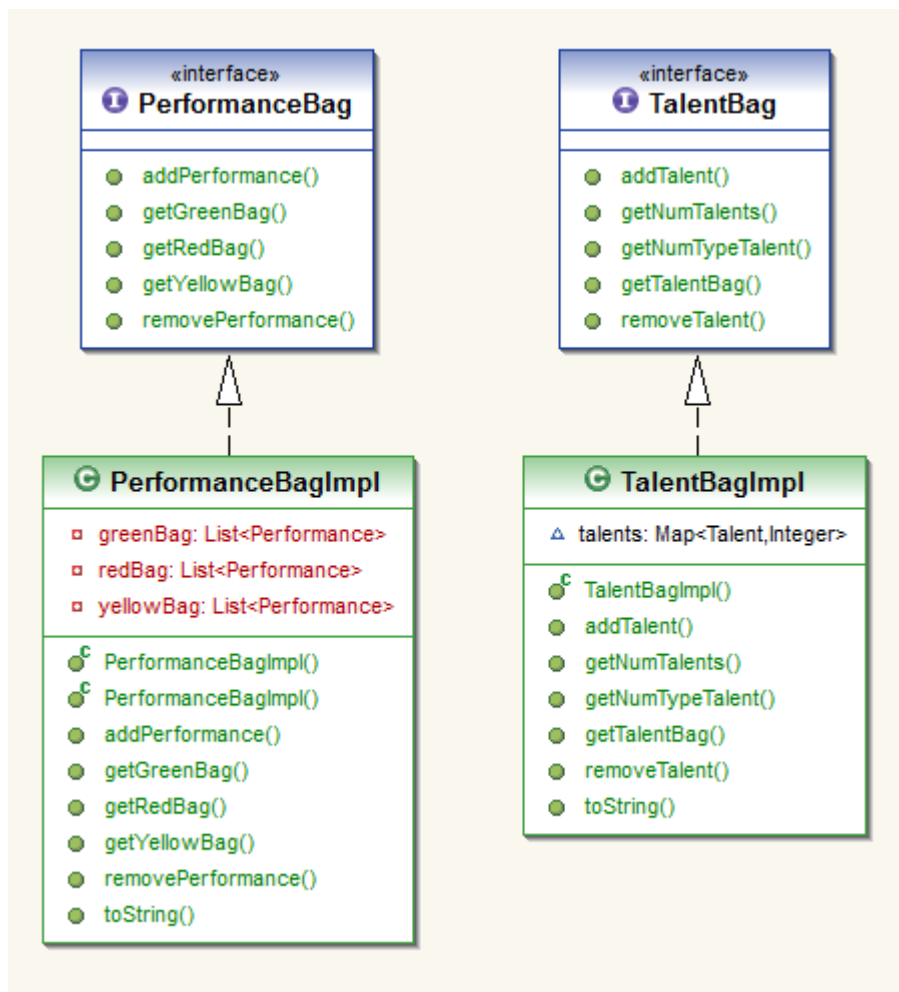 «interface»
PerformanceBag
addPerformance()
getGreenBag()
getRedBag()
getYellowBag()
removePerformance()
«interface»
TalentBag
addTalent()
getNumTalents()
getNumTypeTalent()
getTalentBag()
removeTalent()
PerformanceBagImpl
greenBag: List<Performance>
redBag: List<Performance>
yellowBag: List<Performance>
PerformanceBagImpl()
PerformanceBagImpl()
addPerformance()
getGreenBag()
getRedBag()
getYellowBag()
removePerformance()
toString()
TalentBagImpl
talents: Map<Talent,Integer>
TalentBagImpl()
addTalent()
getNumTalents()
getNumTypeTalent()
getTalentBag()
removeTalent()
toString()